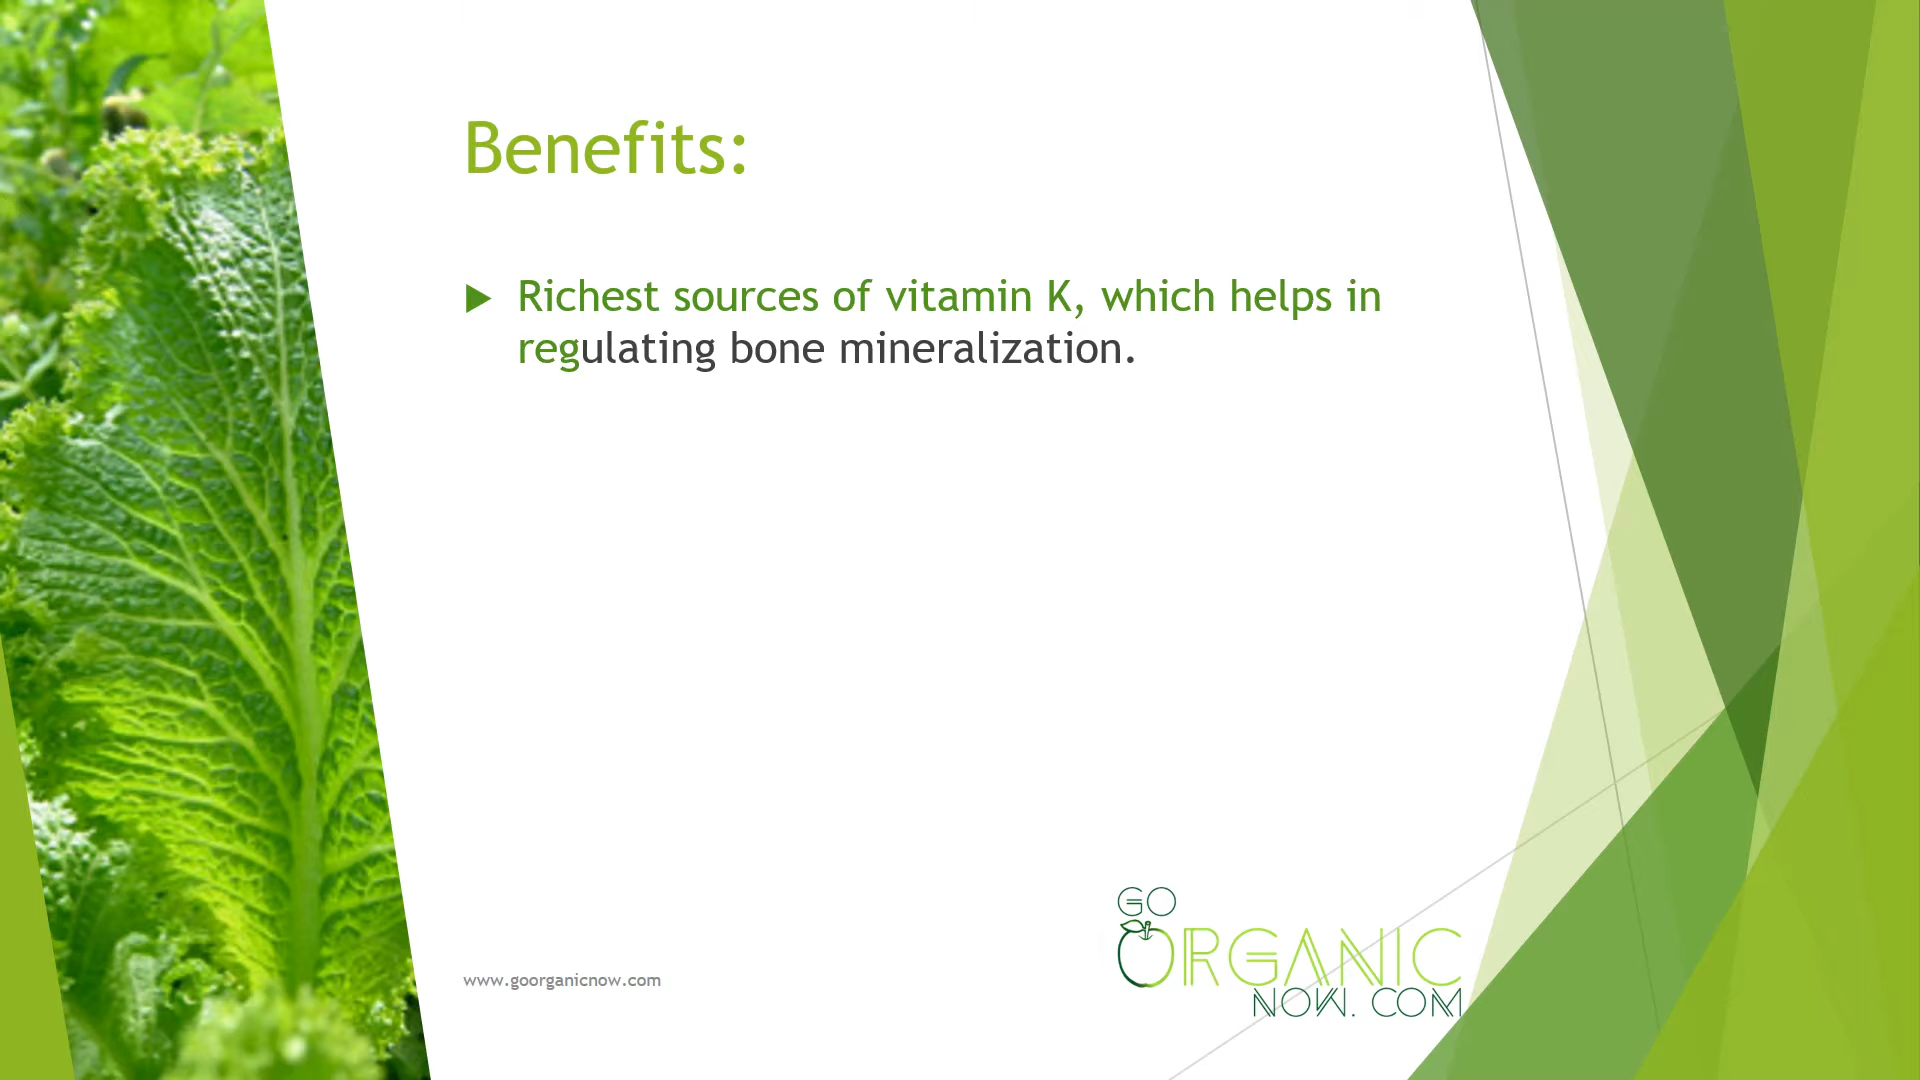 Benefits:
Richest sources of vitamin K, which helps in
regulating bone mineralization.
www.goorganicnow.com
GO
ORGANIC
NOW. COM